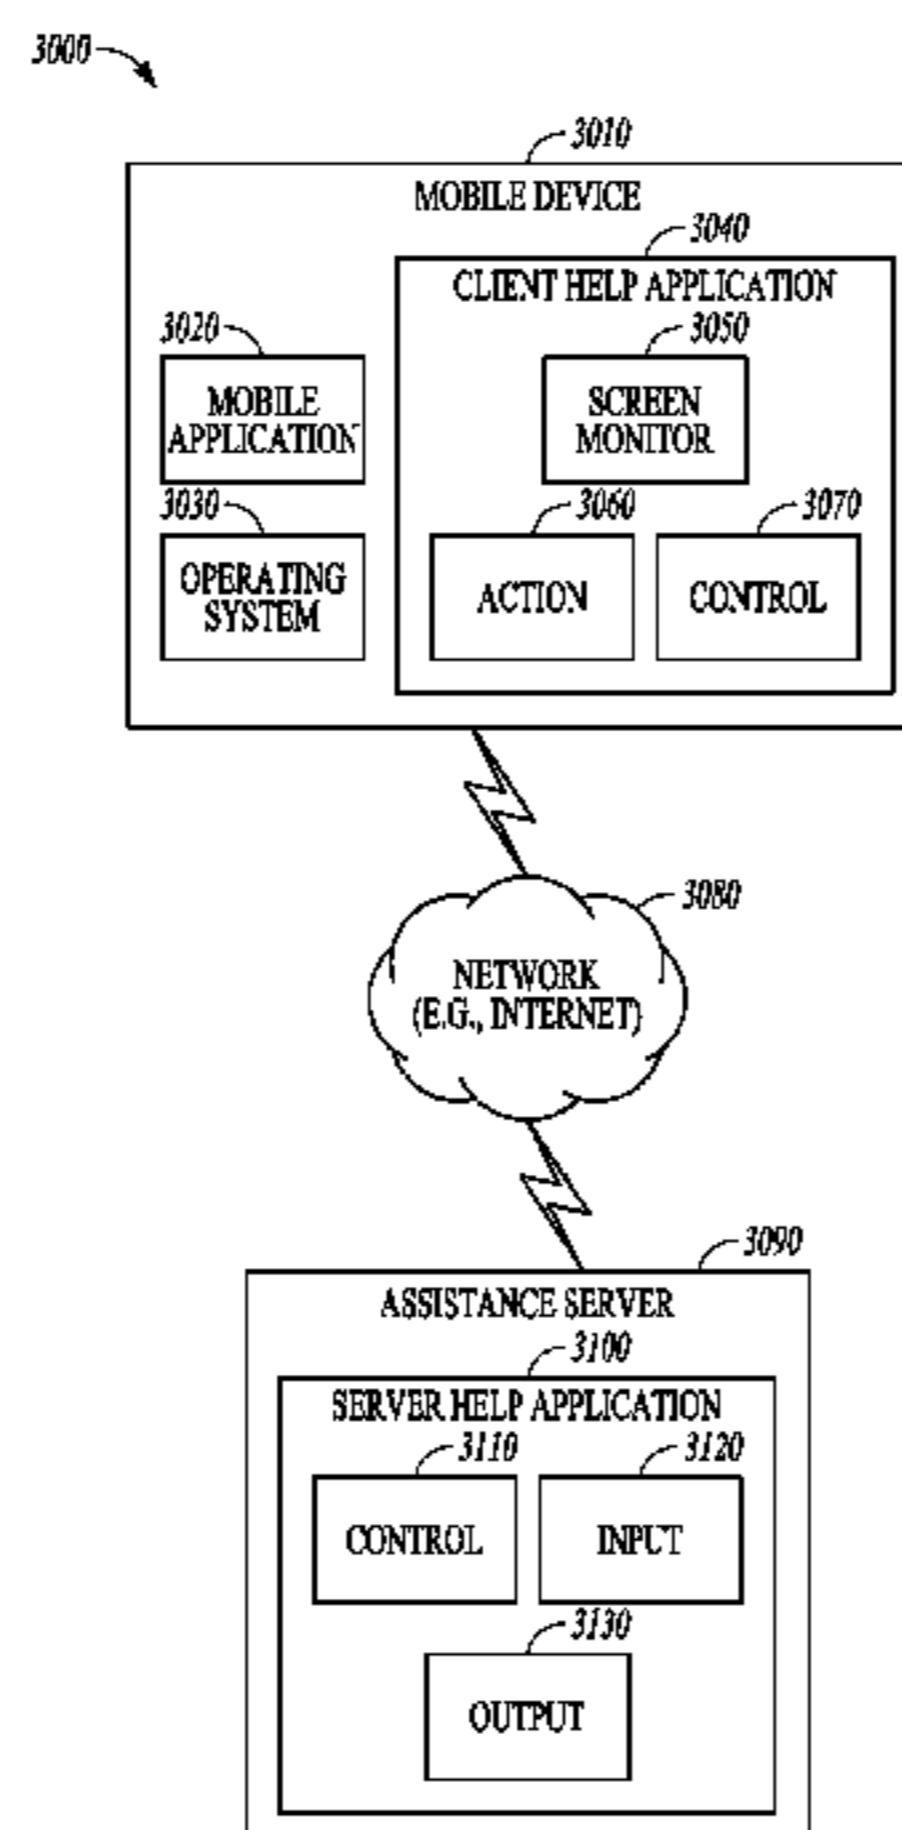 3000
3010
MOBILE DEVICE
3040
CLIENT HELP APPLICATION
3020
3050
MOBILE
APPLICATION
SCREEN
MONITOR
3030
3060
3070
OPERATING
SYSTEM
ACTION
CONTROL
3080
NETWORK
(E.G., INTERNET)
3090
ASSISTANCE SERVER
3100
SERVER HELP APPLICATION
3110
3120
CONTROL
INPUT
3130
OUTPUT